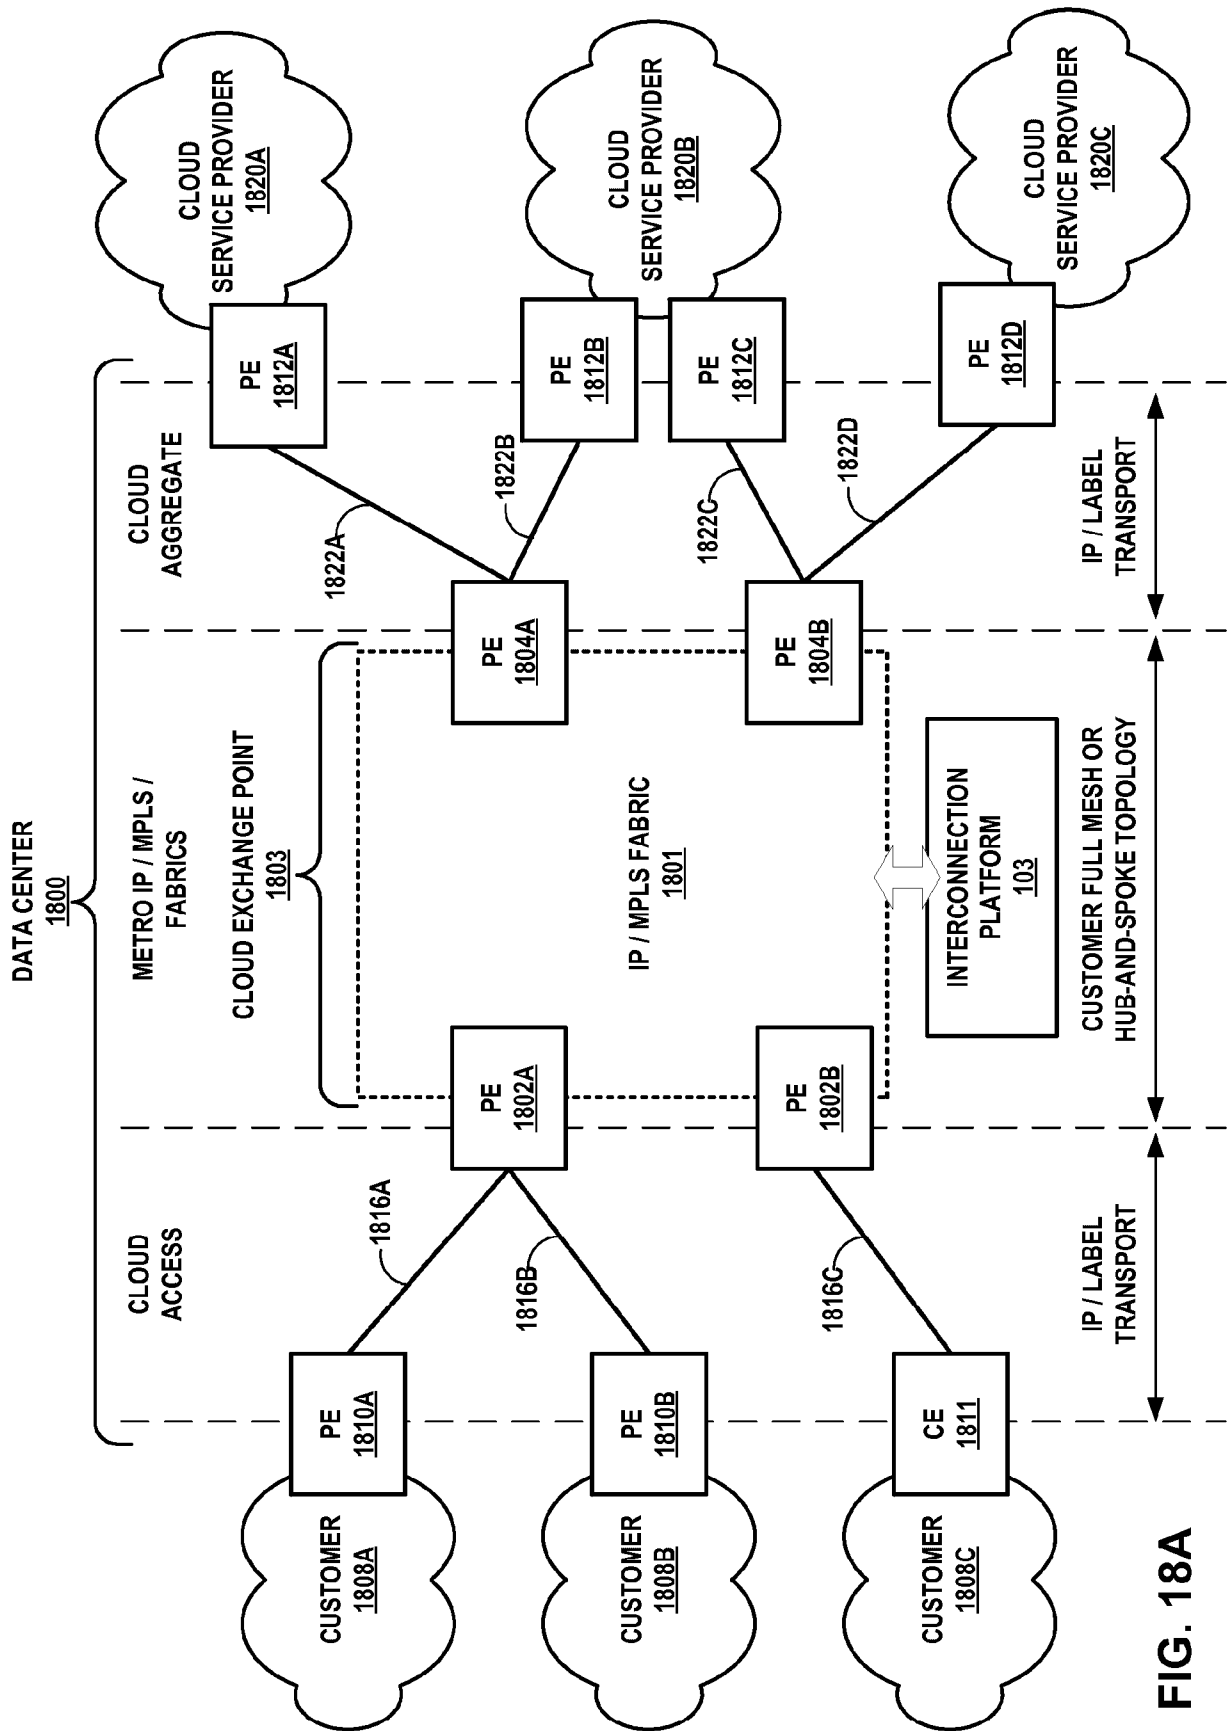 DATA CENTER
1800
CLOUD
ACCESS
METRO IP / MPLS /
FABRICS
CLOUD
AGGREGATE
CLOUD EXCHANGE POINT
1803
CUSTOMER
1808A
PE
1810A
1816A
PE
1802A
PE
1804A
1822A
PE
1812A
CLOUD
SERVICE PROVIDER
1820A
CUSTOMER
1808B
PE
1810B
1816B
IP / MPLS FABRIC
1801
1822B
PE
1812B
CLOUD
SERVICE PROVIDER
1820B
1822C
PE
1812C
CUSTOMER
1808C
CE
1811
1816C
PE
1802B
PE
1804B
1822D
PE
1812D
CLOUD
SERVICE PROVIDER
1820C
INTERCONNECTION
PLATFORM
103
IP / LABEL
TRANSPORT
CUSTOMER FULL MESH OR
HUB-AND-SPOKE TOPOLOGY
IP / LABEL
TRANSPORT
FIG. 18A